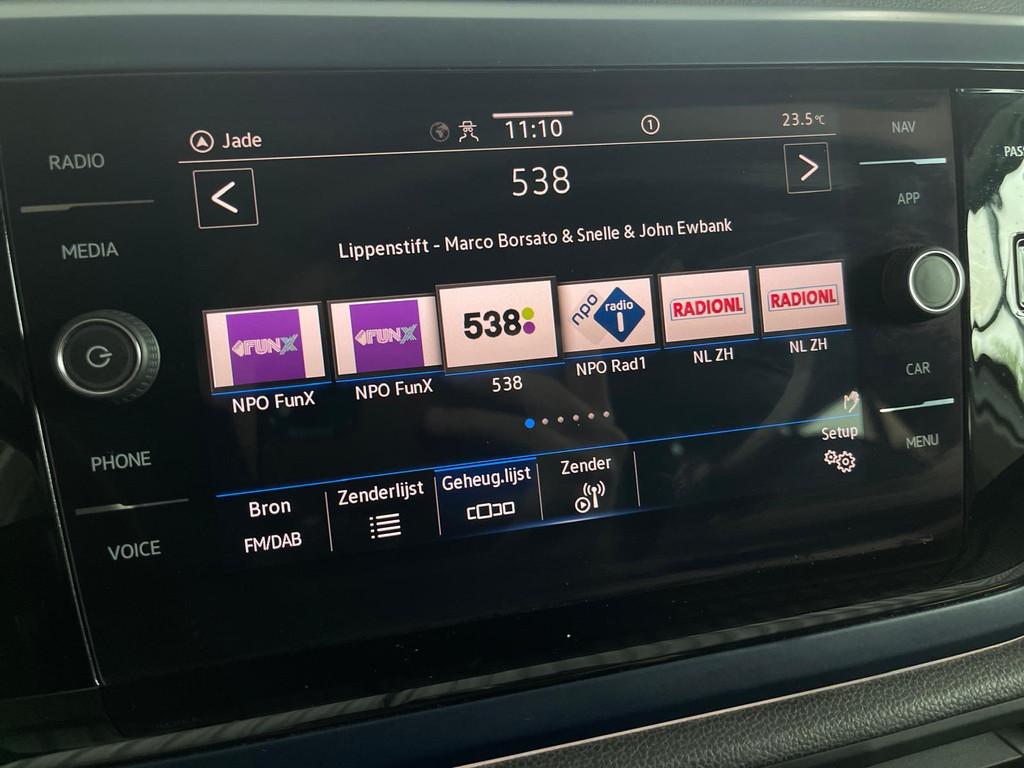 RADIO
MEDIA
PHONE
VOICE
Jade
11:10
1
23.5°C
538
Lippenstift - Marco Borsato & Snelle & John Ewbank
FUNX
FUNX
538
npo radio 1
RADIONL
RADIONL
NPO FunX
NPO FunX
538
NPO Rad1
NL ZH
NL ZH
Bron
FM/DAB
Zenderlijst
Geheug.lijst
Zender
Setup
NAV
APP
CAR
MENU